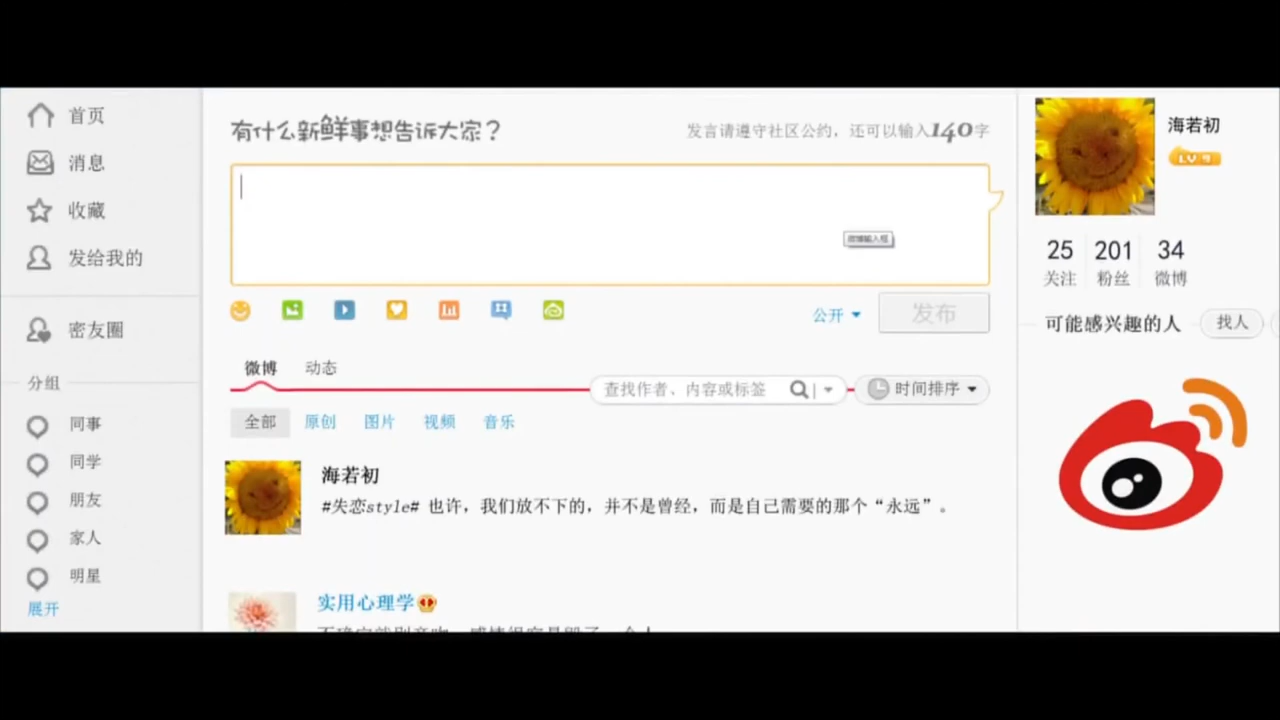 首页
消息
收藏
发给我的
密友圈
分组
同事
同学
朋友
家人
明星
展开
有什么新鲜事想告诉大家？
发言请遵守社区公约，还可以输入140字
微博输入框
公开
发布
微博 动态
查找作者、内容或标签
时间排序
全部 原创 图片 视频 音乐
海若初
#失恋style# 也许，我们放不下的，并不是曾经，而是自己需要的那个“永远”。
实用心理学
海若初
LV 9
25 201 34
关注 粉丝 微博
可能感兴趣的人 找人